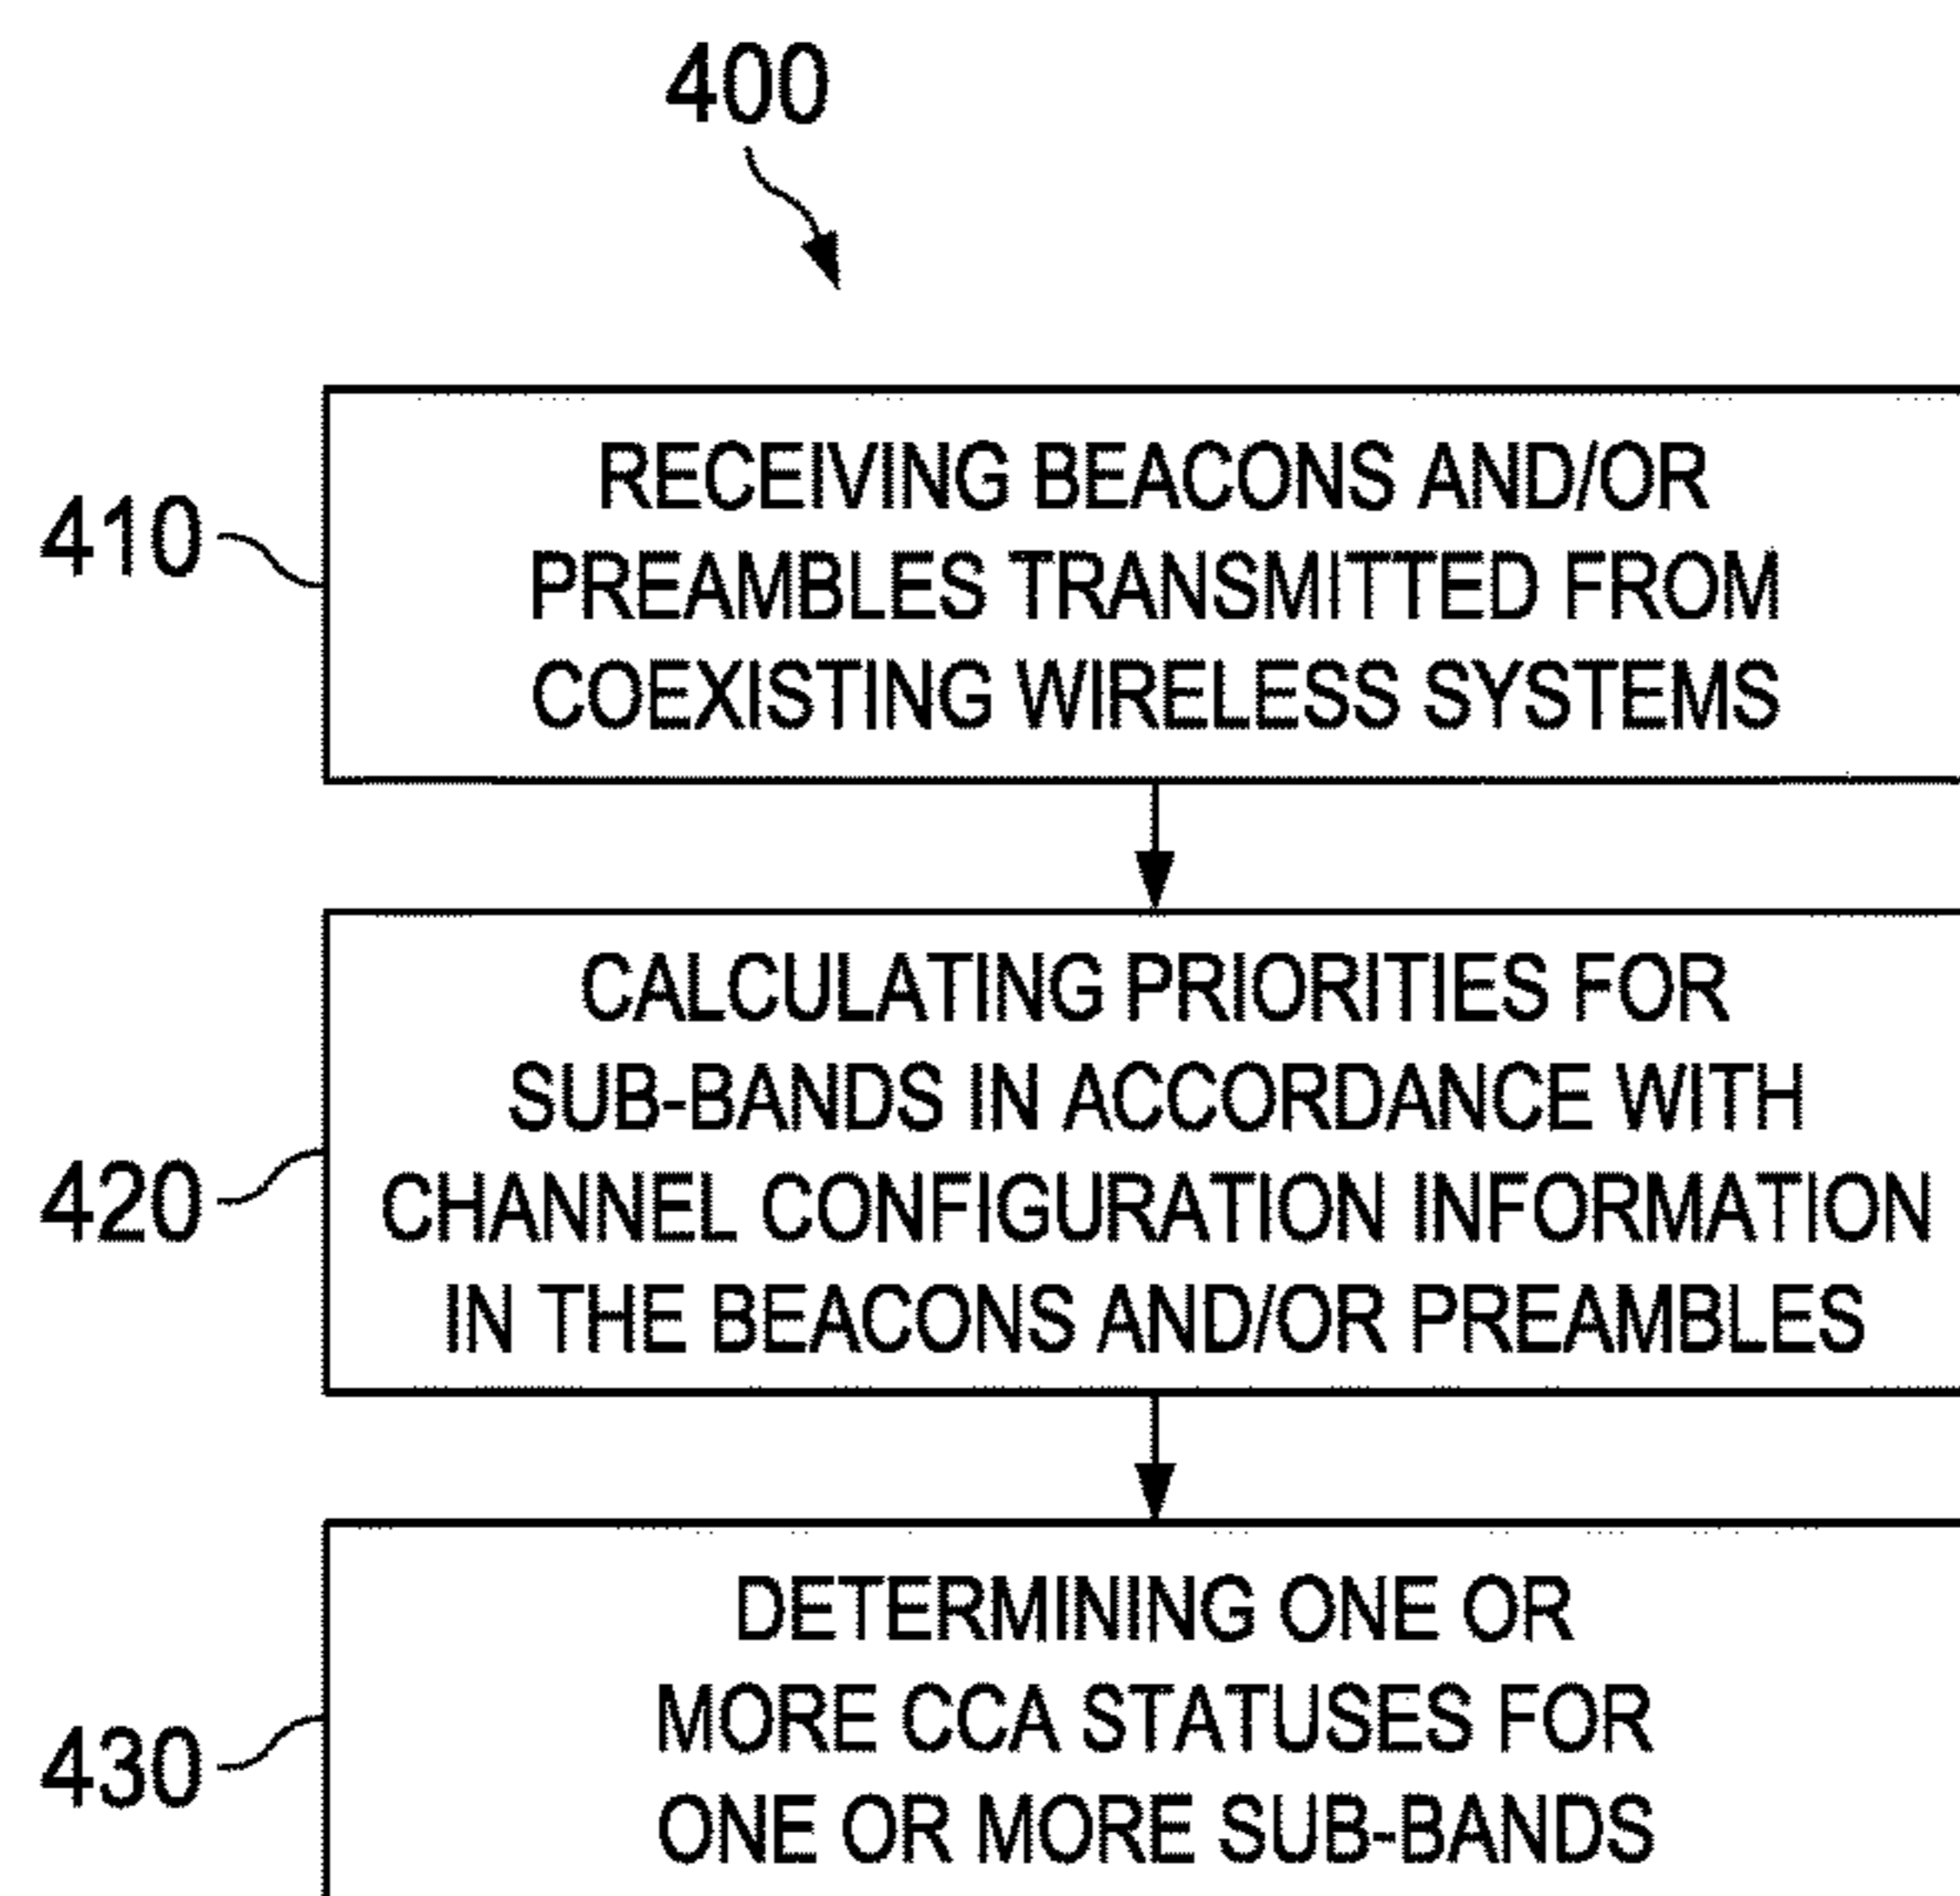 400
410
RECEIVING BEACONS AND/OR
PREAMBLES TRANSMITTED FROM
COEXISTING WIRELESS SYSTEMS
420
CALCULATING PRIORITIES FOR
SUB-BANDS IN ACCORDANCE WITH
CHANNEL CONFIGURATION INFORMATION
IN THE BEACONS AND/OR PREAMBLES
430
DETERMINING ONE OR
MORE CCA STATUSES FOR
ONE OR MORE SUB-BANDS